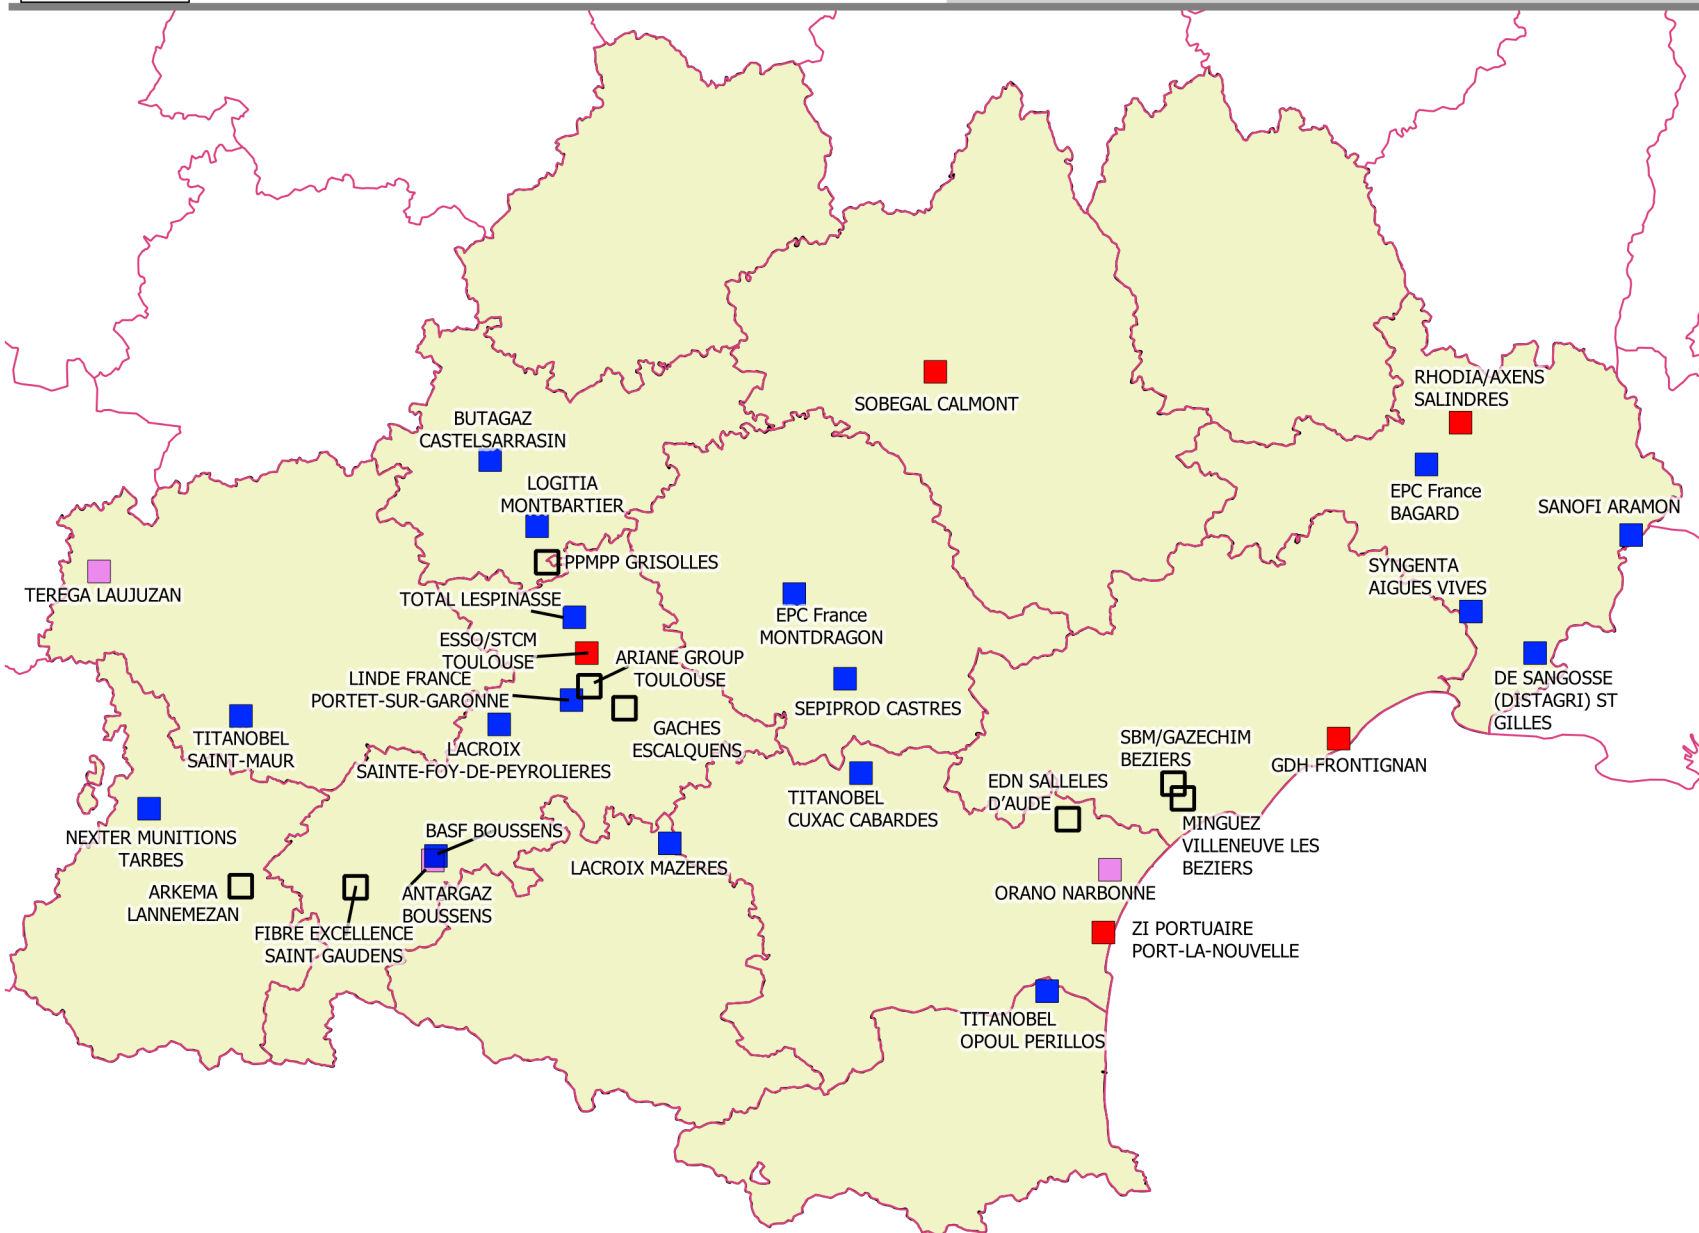 RHODIA/AXENS
SALINDRES
SOBEGAL CALMONT
BUTAGAZ
CASTELSARRASIN
LOGITIA
MONTBARTIER
EPC France
BAGARD
SANOFI ARAMON
PPMPP GRISOLLES
SYNGENTA
AIGUES VIVES
TEREGA LAUJUZAN
TOTAL LESPINASSE
EPC France
MONTDRAGON
ESSO/STCM
TOULOUSE
ARIANE GROUP
TOULOUSE
LINDE FRANCE
PORTET-SUR-GARONNE
DE SANGOSSE
(DISTAGRI) ST
GILLES
SEPIPROD CASTRES
GACHES
ESCALQUENS
TITANOBEL
SAINT-MAUR
LACROIX
SAINTE-FOY-DE-PEYROLIERES
SBM/GAZECHIM
BEZIERS
GDH FRONTIGNAN
EDN SALLELES
D'AUDE
TITANOBEL
CUXAC CABARDES
MINGUEZ
VILLENEUVE LES
BEZIERS
NEXTER MUNITIONS
TARBES
BASF BOUSSENS
LACROIX MAZERES
ARKEMA
LANNEMEZAN
ANTARGAZ
BOUSSENS
ORANO NARBONNE
FIBRE EXCELLENCE
SAINT GAUDENS
ZI PORTUAIRE
PORT-LA-NOUVELLE
TITANOBEL
OPOUL PERILLOS